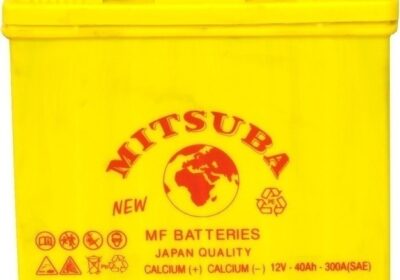 MITSUBA
NEW
MF BATTERIES
JAPAN QUALITY
CALCIUM (+) CALCIUM (−) 12V - 40Ah - 300A(SAE)